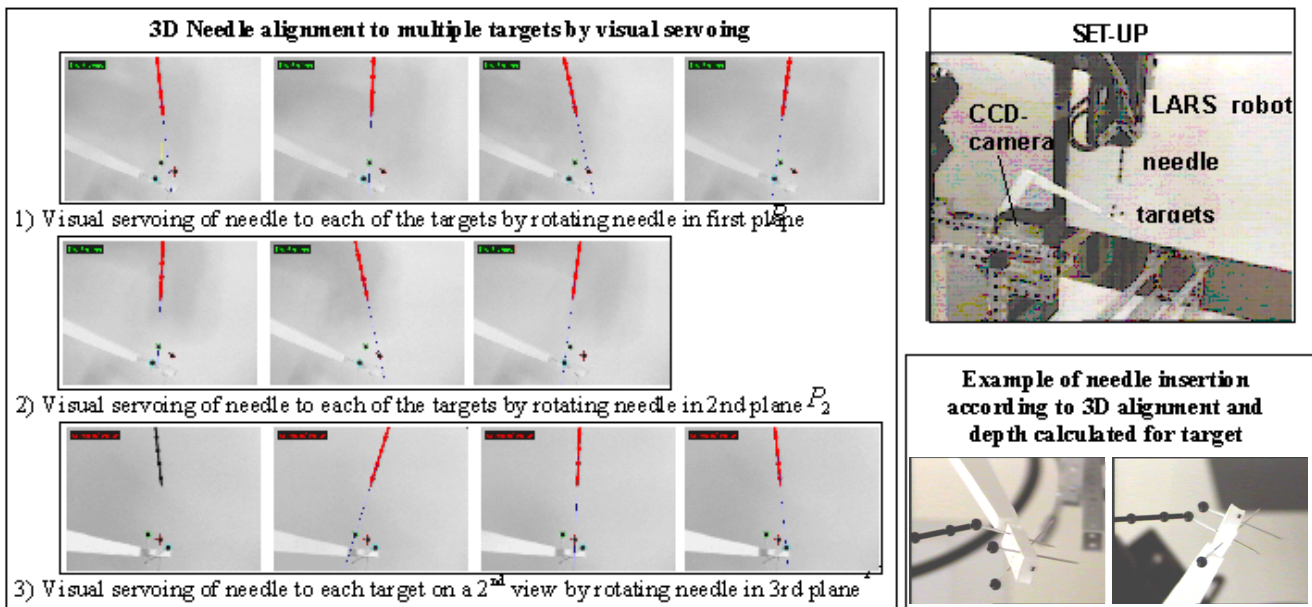 3D Needle alignment to multiple targets by visual servoing
1) Visual servoing of needle to each of the targets by rotating needle in first plane
2) Visual servoing of needle to each of the targets by rotating needle in 2nd plane P2
3) Visual servoing of needle to each target on a 2nd view by rotating needle in 3rd plane
SET-UP
LARS robot
CCD-
camera
needle
targets
Example of needle insertion
according to 3D alignment and
depth calculated for target